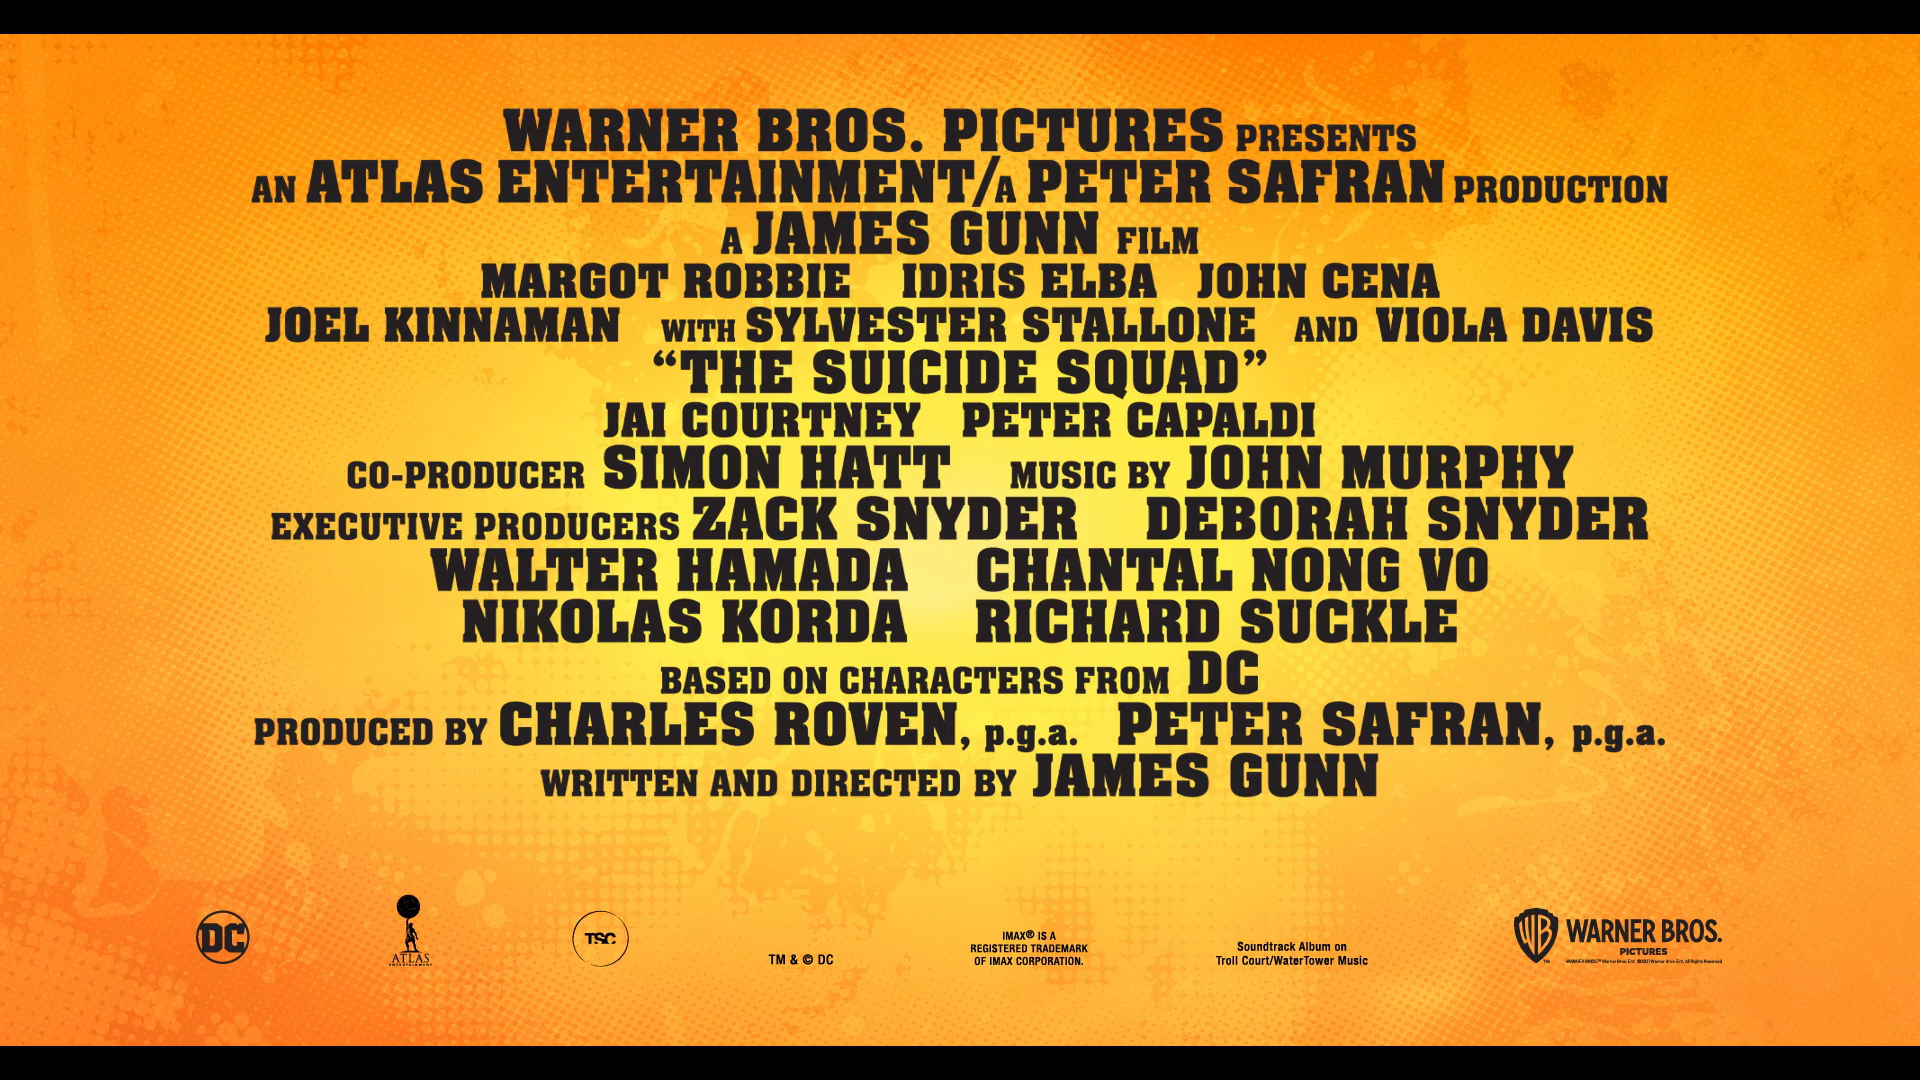 WARNER BROS. PICTURES PRESENTS
AN ATLAS ENTERTAINMENT/A PETER SAFRAN PRODUCTION
A JAMES GUNN FILM
MARGOT ROBBIE IDRIS ELBA JOHN CENA
JOEL KINNAMAN WITH SYLVESTER STALLONE AND VIOLA DAVIS
“THE SUICIDE SQUAD”
JAI COURTNEY PETER CAPALDI
CO-PRODUCER SIMON HATT MUSIC BY JOHN MURPHY
EXECUTIVE PRODUCERS ZACK SNYDER DEBORAH SNYDER
WALTER HAMADA CHANTAL NONG VO
NIKOLAS KORDA RICHARD SUCKLE
BASED ON CHARACTERS FROM DC
PRODUCED BY CHARLES ROVEN, p.g.a. PETER SAFRAN, p.g.a.
WRITTEN AND DIRECTED BY JAMES GUNN
DC
ATLAS
ENTERTAINMENT
TSC
TM & © DC
IMAX® IS A
REGISTERED TRADEMARK
OF IMAX CORPORATION.
Soundtrack Album on
Troll Court/WaterTower Music
WB
WARNER BROS.
PICTURES